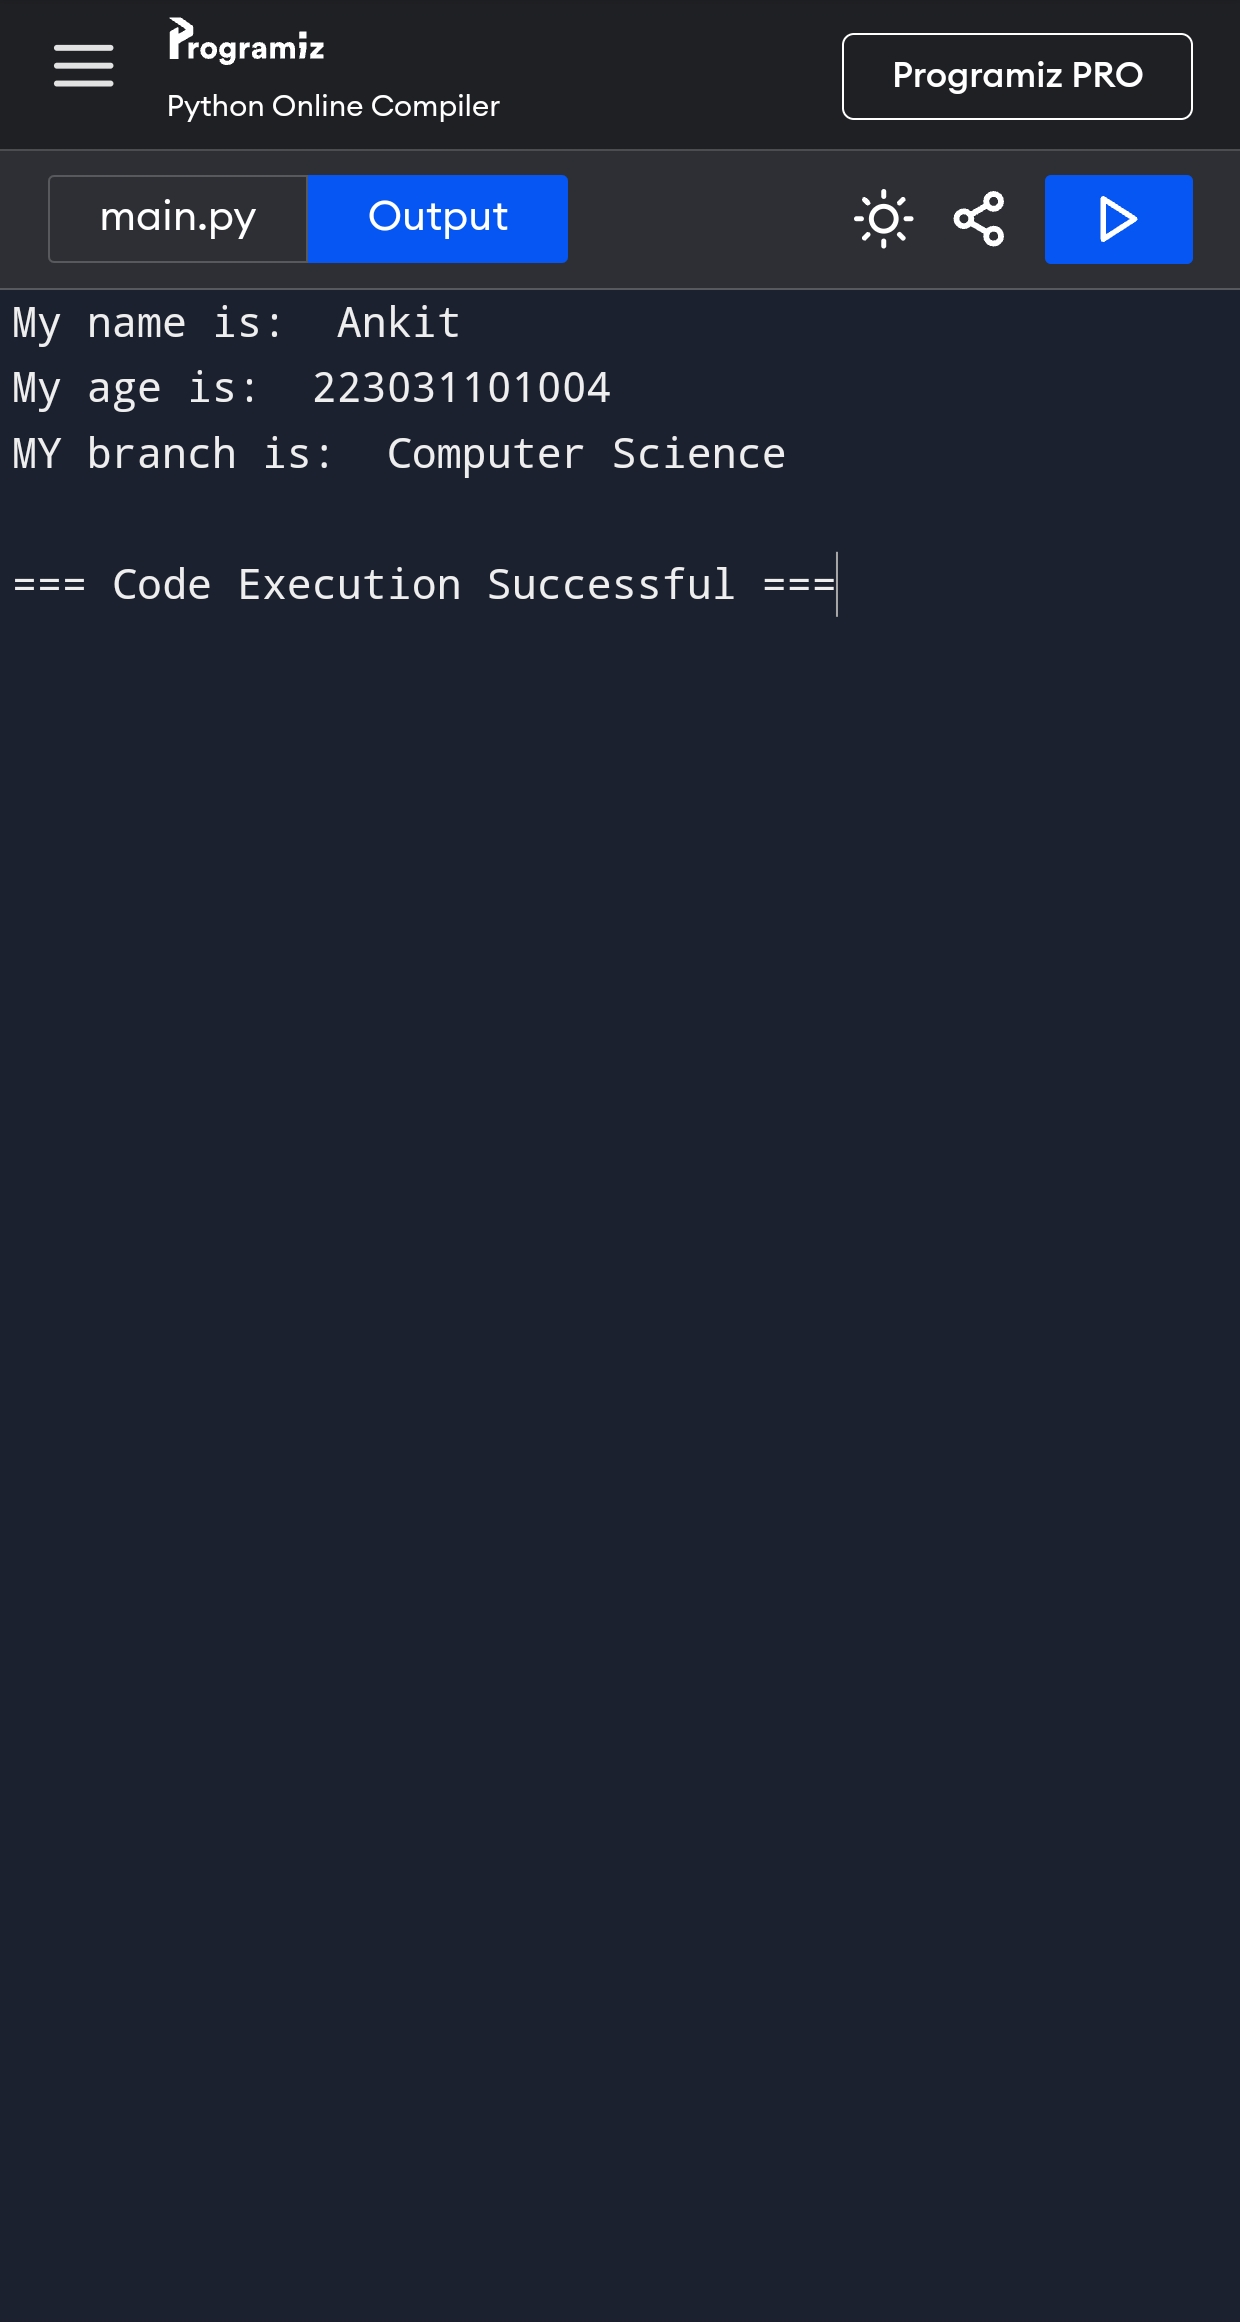 Programiz
Python Online Compiler
Programiz PRO
main.py
Output
My name is:  Ankit
My age is:  223031101004
MY branch is:  Computer Science
=== Code Execution Successful ===